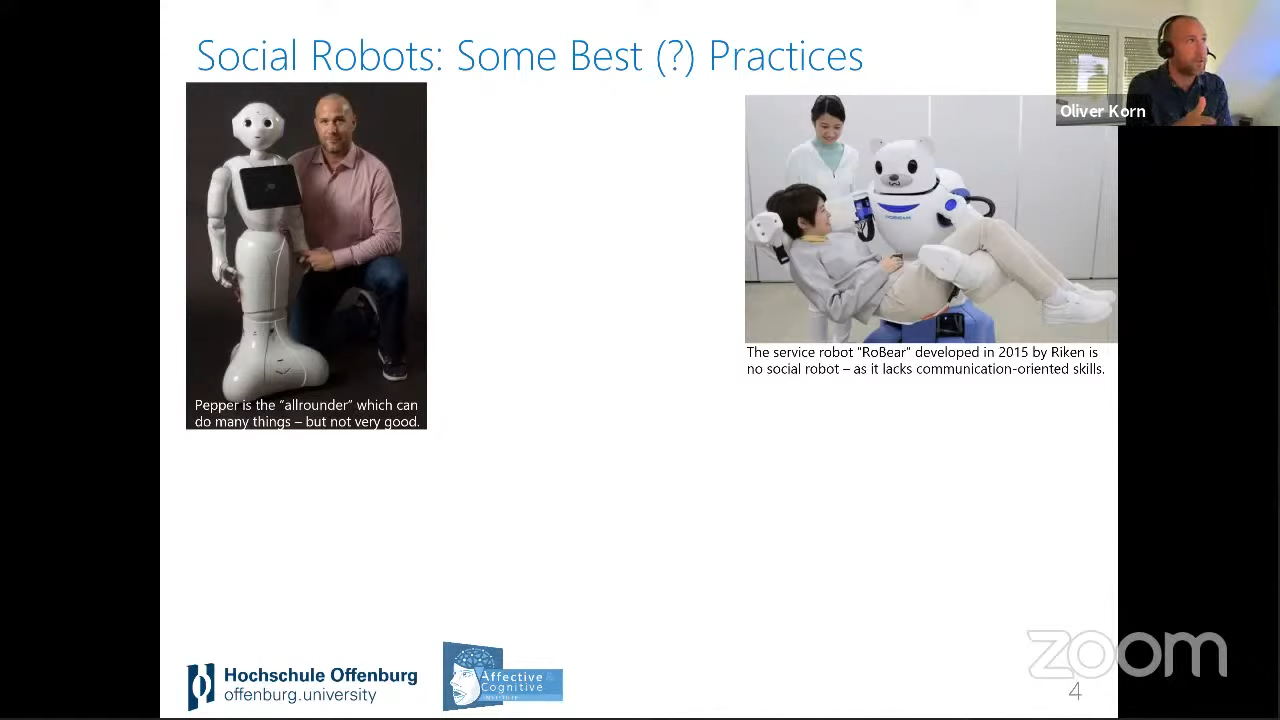 Social Robots: Some Best (?) Practices
Oliver Korn
ROBEAR
The service robot "RoBear" developed in 2015 by Riken is
no social robot – as it lacks communication-oriented skills.
Pepper is the "allrounder" which can
do many things – but not very good.
Hochschule Offenburg
offenburg.university
Affective &
Cognitive
INSTITUTE
zoom
4